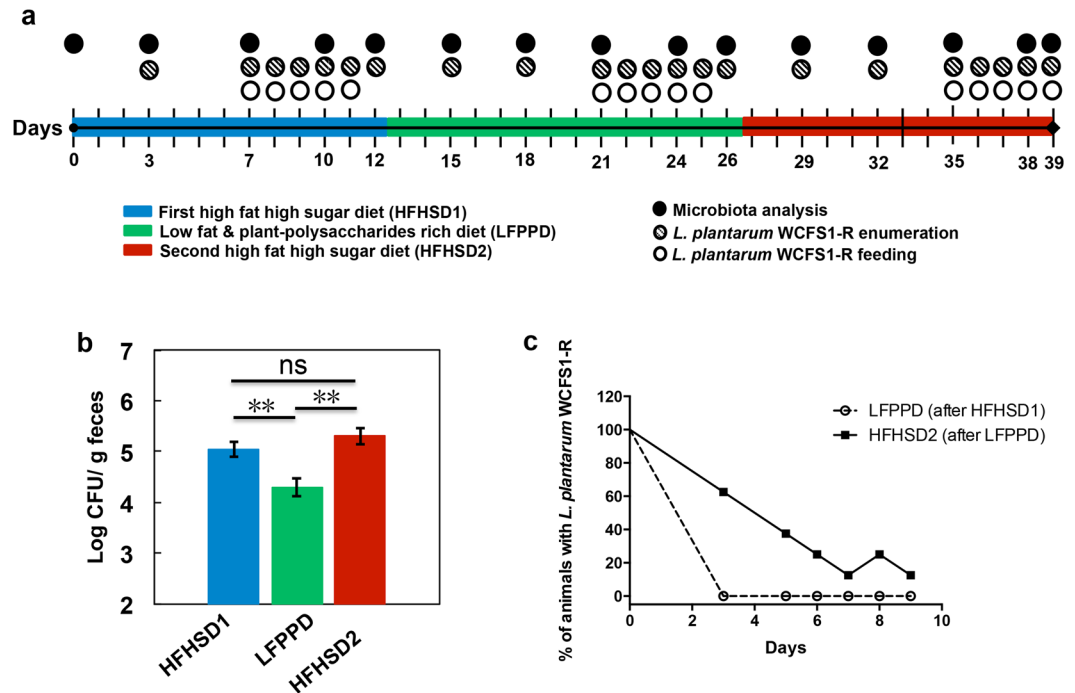 a
Days
0 3 7 10 12 15 18 21 24 26 29 32 35 38 39
First high fat high sugar diet (HFHSD1)
Low fat & plant-polysaccharides rich diet (LFPPD)
Second high fat high sugar diet (HFHSD2)
Microbiota analysis
L. plantarum WCFS1-R enumeration
L. plantarum WCFS1-R feeding
b
Log CFU/ g feces
7
6
5
4
3
2
ns
** **
HFHSD1
LFPPD
HFHSD2
c
% of animals with L. plantarum WCFS1-R
120
100
80
60
40
20
0
0 2 4 6 8 10
Days
LFPPD (after HFHSD1)
HFHSD2 (after LFPPD)